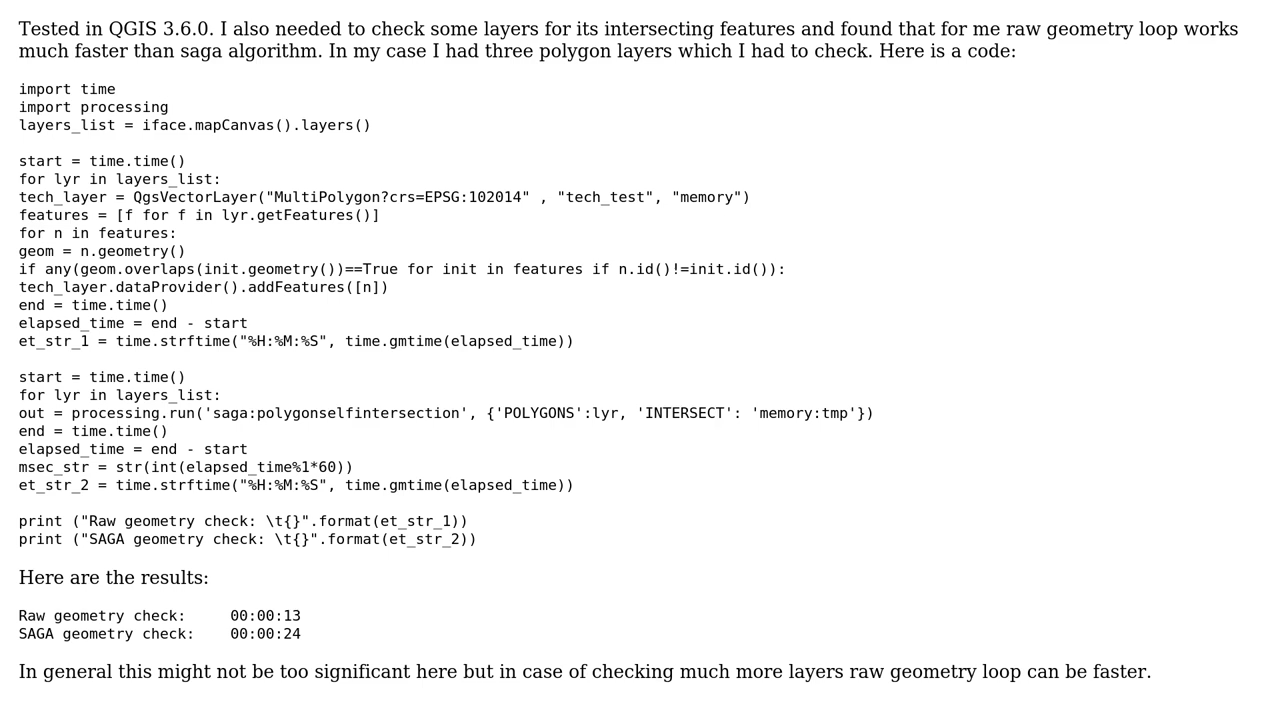 Tested in QGIS 3.6.0. I also needed to check some layers for its intersecting features and found that for me raw geometry loop works
much faster than saga algorithm. In my case I had three polygon layers which I had to check. Here is a code:
import time
import processing
layers_list = iface.mapCanvas().layers()
start = time.time()
for lyr in layers_list:
tech_layer = QgsVectorLayer("MultiPolygon?crs=EPSG:102014" , "tech_test", "memory")
features = [f for f in lyr.getFeatures()]
for n in features:
geom = n.geometry()
if any(geom.overlaps(init.geometry())==True for init in features if n.id()!=init.id()):
tech_layer.dataProvider().addFeatures([n])
end = time.time()
elapsed_time = end - start
et_str_1 = time.strftime("%H:%M:%S", time.gmtime(elapsed_time))
start = time.time()
for lyr in layers_list:
out = processing.run('saga:polygonselfintersection', {'POLYGONS':lyr, 'INTERSECT': 'memory:tmp'})
end = time.time()
elapsed_time = end - start
msec_str = str(int(elapsed_time%1*60))
et_str_2 = time.strftime("%H:%M:%S", time.gmtime(elapsed_time))
print ("Raw geometry check: \t{}".format(et_str_1))
print ("SAGA geometry check: \t{}".format(et_str_2))
Here are the results:
Raw geometry check:     00:00:13
SAGA geometry check:    00:00:24
In general this might not be too significant here but in case of checking much more layers raw geometry loop can be faster.